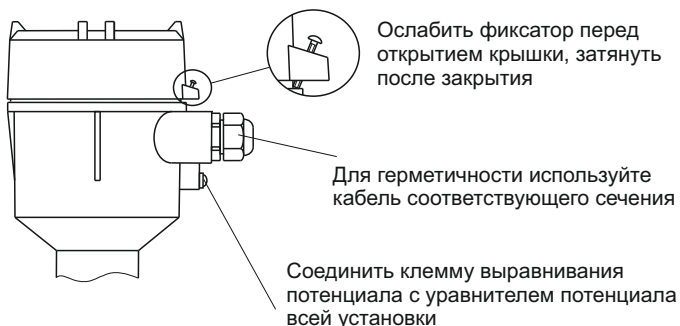 Ослабить фиксатор перед
открытием крышки, затянуть
после закрытия
Для герметичности используйте
кабель соответствующего сечения
Соединить клемму выравнивания
потенциала с уравнителем потенциала
всей установки